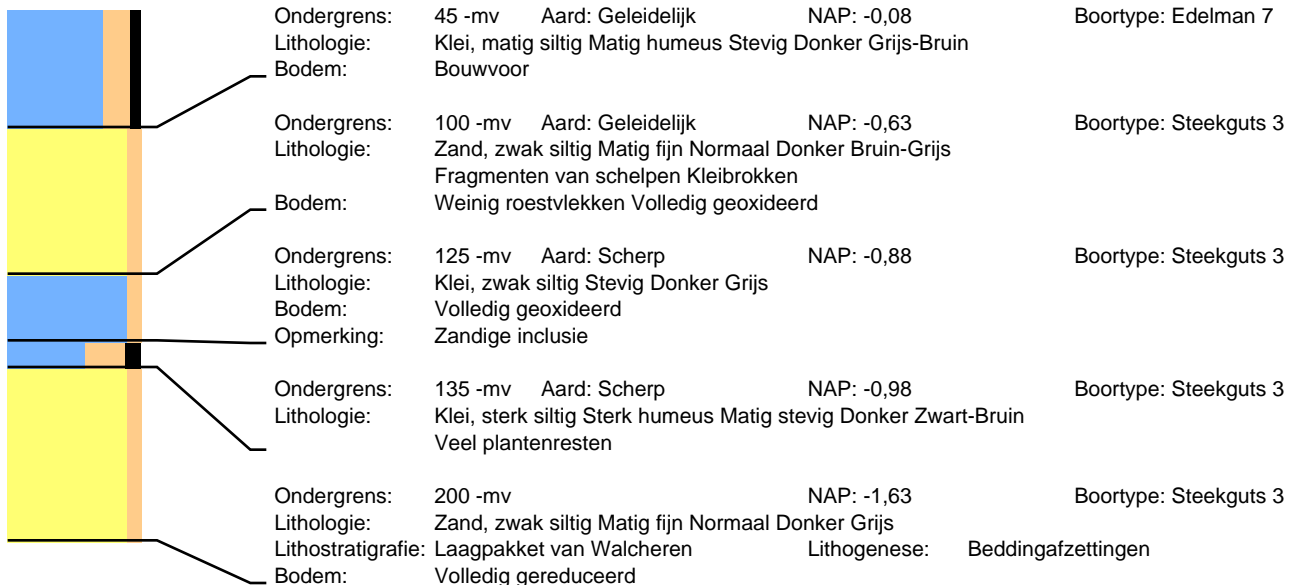 Ondergrens: 45 -mv Aard: Geleidelijk NAP: -0,08 Boortype: Edelman 7
Lithologie: Klei, matig siltig Matig humeus Stevig Donker Grijs-Bruin
Bodem: Bouwvoor
Ondergrens: 100 -mv Aard: Geleidelijk NAP: -0,63 Boortype: Steekguts 3
Lithologie: Zand, zwak siltig Matig fijn Normaal Donker Bruin-Grijs
Fragmenten van schelpen Kleibrokken
Bodem: Weinig roestvlekken Volledig geoxideerd
Ondergrens: 125 -mv Aard: Scherp NAP: -0,88 Boortype: Steekguts 3
Lithologie: Klei, zwak siltig Stevig Donker Grijs
Bodem: Volledig geoxideerd
Opmerking: Zandige inclusie
Ondergrens: 135 -mv Aard: Scherp NAP: -0,98 Boortype: Steekguts 3
Lithologie: Klei, sterk siltig Sterk humeus Matig stevig Donker Zwart-Bruin
Veel plantenresten
Ondergrens: 200 -mv NAP: -1,63 Boortype: Steekguts 3
Lithologie: Zand, zwak siltig Matig fijn Normaal Donker Grijs
Lithostratigrafie: Laagpakket van Walcheren Lithogenese: Beddingafzettingen
Bodem: Volledig gereduceerd